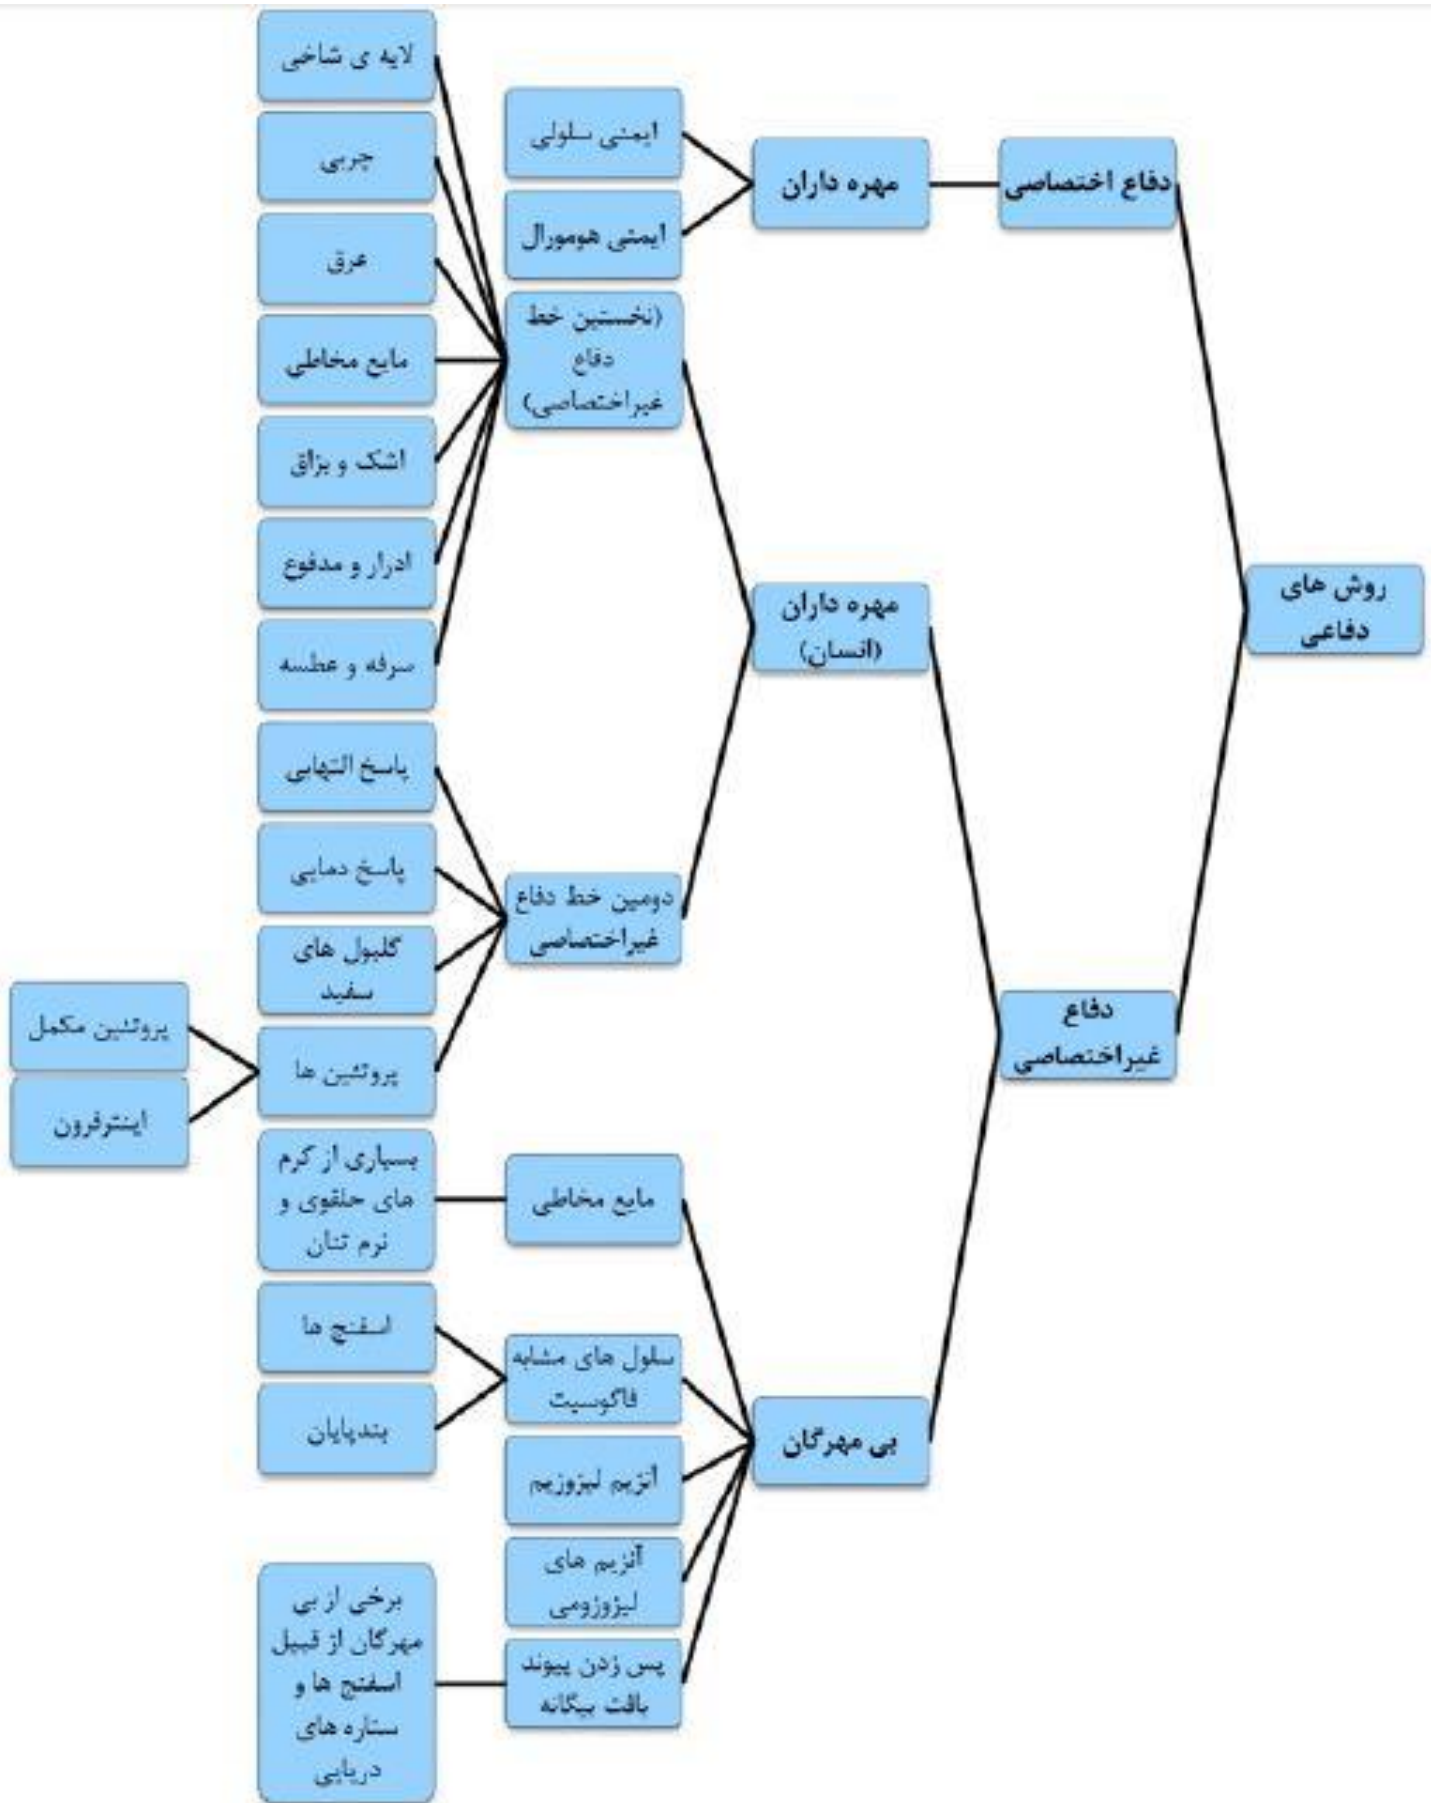 روش های
دفاعی
دفاع اختصاصی
مهره داران
ایمنی سلولی
ایمنی هومورال
دفاع
غیراختصاصی
مهره داران
(انسان)
(نخستین خط
دفاع
غیراختصاصی)
لایه ی شاخی
چربی
عرق
مایع مخاطی
اشک و بزاق
ادرار و مدفوع
سرفه و عطسه
دومین خط دفاع
غیراختصاصی
پاسخ التهابی
پاسخ دمایی
گلبول های
سفید
پروتئین ها
پروتئین مکمل
اینترفرون
بی مهرگان
مایع مخاطی
بسیاری از کرم
های حلقوی و
نرم تنان
سلول های مشابه
فاگوسیت
اسفنج ها
بندپایان
آنزیم لیزوزیم
آنزیم های
لیزوزومی
پس زدن پیوند
بافت بیگانه
برخی از بی
مهرگان از قبیل
اسفنج ها و
ستاره های
دریایی